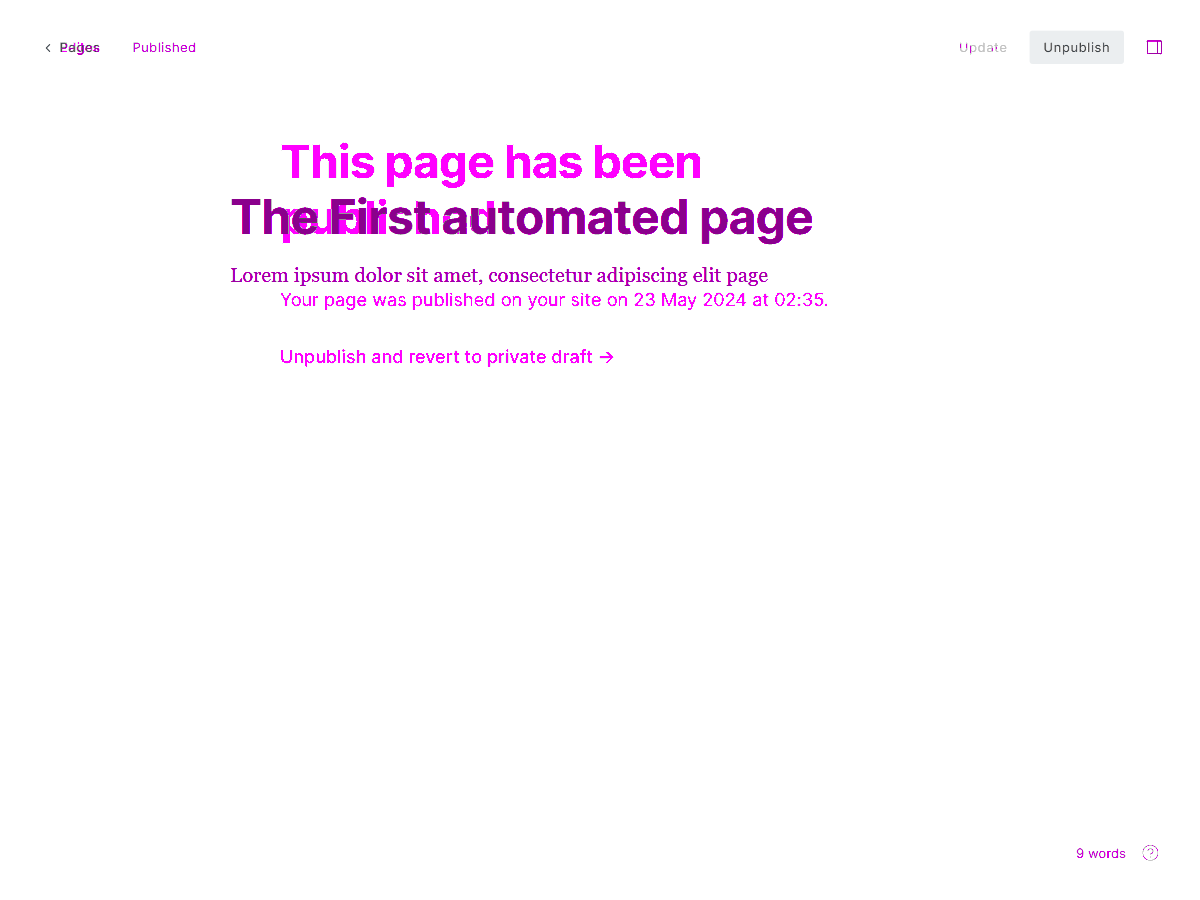 Pages Published Update Unpublish
Editor
This page has been
published
The First automated page
Lorem ipsum dolor sit amet, consectetur adipiscing elit page
Your page was published on your site on 23 May 2024 at 02:35.
Unpublish and revert to private draft →
9 words ?